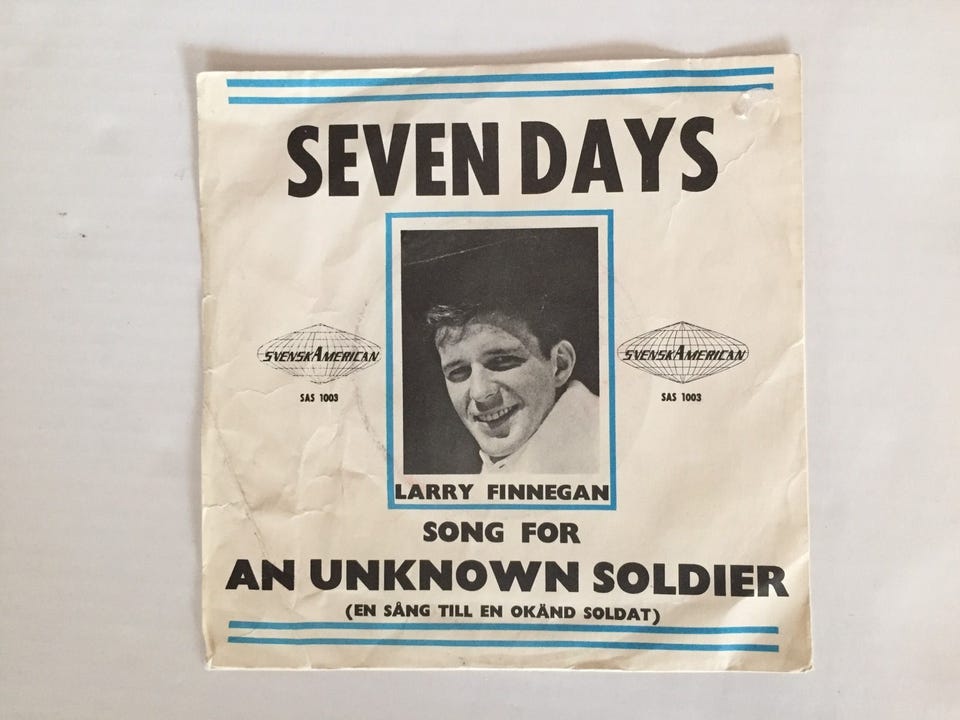 SEVEN DAYS
SVENSKAMERICAN
SAS 1003
SVENSKAMERICAN
SAS 1003
LARRY FINNEGAN
SONG FOR
AN UNKNOWN SOLDIER
(EN SÅNG TILL EN OKÄND SOLDAT)